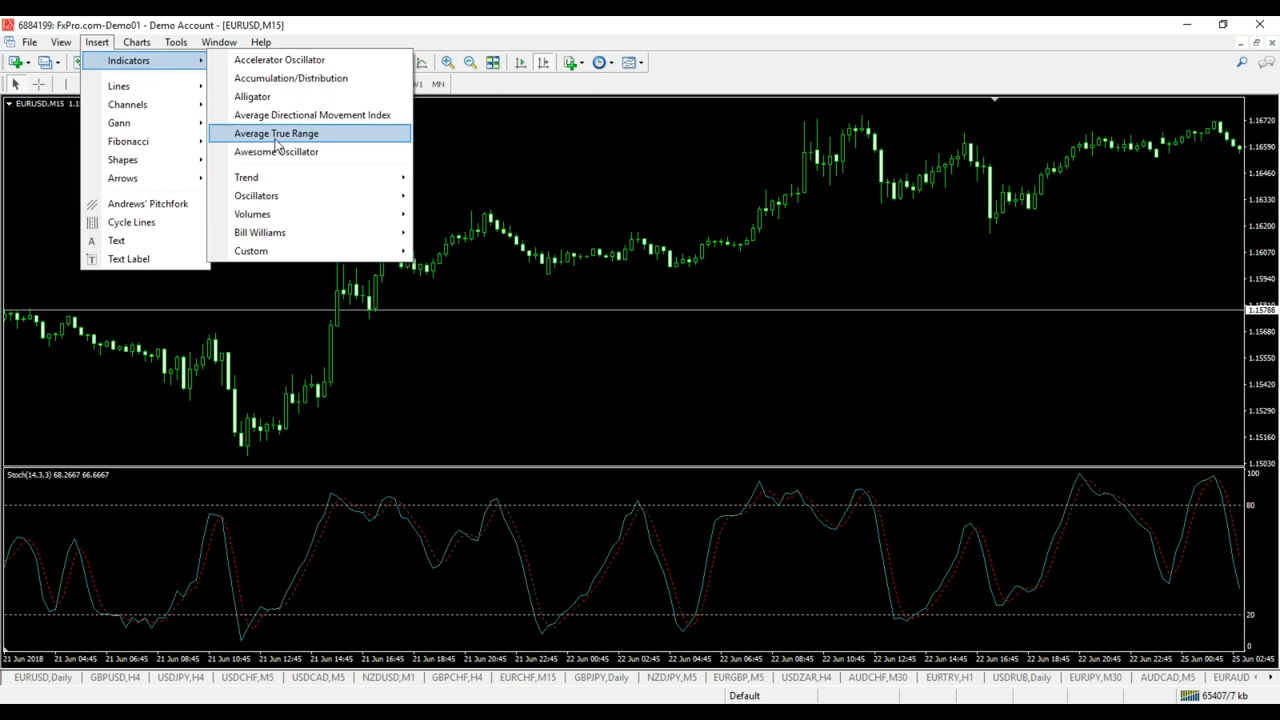 6884199: FxPro.com-Demo01 - Demo Account - [EURUSD,M15]
File View Insert Charts Tools Window Help
Indicators
Lines
Channels
Gann
Fibonacci
Shapes
Arrows
Andrews' Pitchfork
Cycle Lines
Text
Text Label
Accelerator Oscillator
Accumulation/Distribution
Alligator
Average Directional Movement Index
Average True Range
Awesome Oscillator
Trend
Oscillators
Volumes
Bill Williams
Custom
MN
EURUSD,M15
1.16720
1.16590
1.16460
1.16330
1.16200
1.16070
1.15940
1.15788
1.15680
1.15550
1.15420
1.15290
1.15160
1.15030
Stoch(14,3,3) 68.2667 66.6667
100
80
20
0
21 Jun 2018 21 Jun 04:45 21 Jun 06:45 21 Jun 08:45 21 Jun 10:45 21 Jun 12:45 21 Jun 14:45 21 Jun 16:45 21 Jun 18:45 21 Jun 20:45 21 Jun 22:45 22 Jun 00:45 22 Jun 02:45 22 Jun 04:45 22 Jun 06:45 22 Jun 08:45 22 Jun 10:45 22 Jun 12:45 22 Jun 14:45 22 Jun 16:45 22 Jun 18:45 22 Jun 20:45 22 Jun 22:45 25 Jun 00:45 25 Jun 02:45
EURUSD,Daily GBPUSD,H4 USDJPY,H4 USDCHF,M5 USDCAD,M5 NZDUSD,M1 GBPCHF,H4 EURCHF,M15 GBPJPY,Daily NZDJPY,M5 EURGBP,M5 USDZAR,H4 AUDCHF,M30 EURTRY,H1 USDRUB,Daily EURJPY,M30 AUDCAD,M5 EURAUD
Default
65407/7 kb